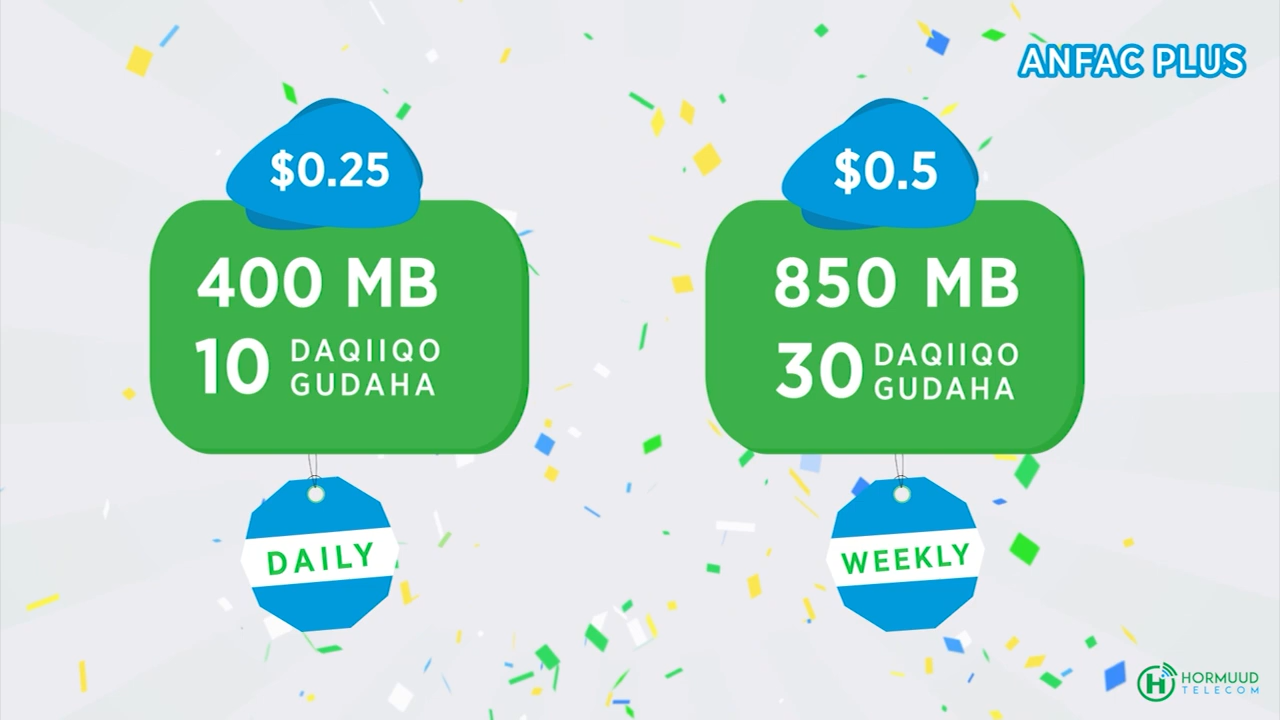 ANFAC PLUS
$0.25
400 MB
10 DAQIIQO
GUDAHA
DAILY
$0.5
850 MB
30 DAQIIQO
GUDAHA
WEEKLY
HORMUUD
TELECOM